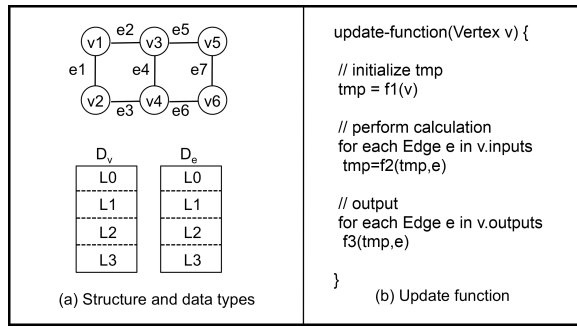 e2 e5
v1 v3 v5
e1 e4 e7
v2 v4 v6
e3 e6
Dv De
L0 L0
L1 L1
L2 L2
L3 L3
(a) Structure and data types
update-function(Vertex v) {
// initialize tmp
tmp = f1(v)
// perform calculation
for each Edge e in v.inputs
tmp=f2(tmp,e)
// output
for each Edge e in v.outputs
f3(tmp,e)
}
(b) Update function